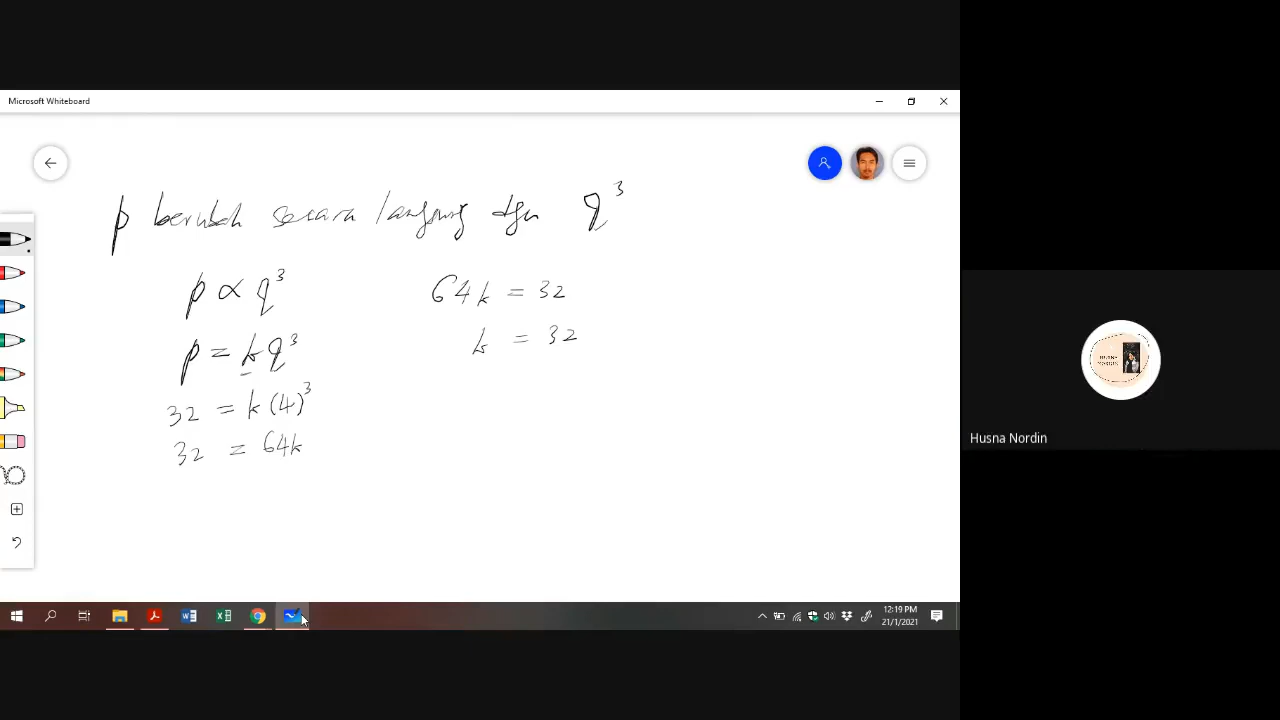 Microsoft Whiteboard
p berubah secara langsung dgn q³
p ∝ q³
p = kq³
32 = k(4)³
32 = 64k
64k = 32
k = 32
Husna Nordin
12:19 PM
21/1/2021